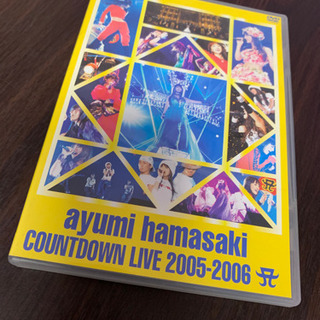 ayumi hamasaki
COUNTDOWN LIVE 2005-2006 A